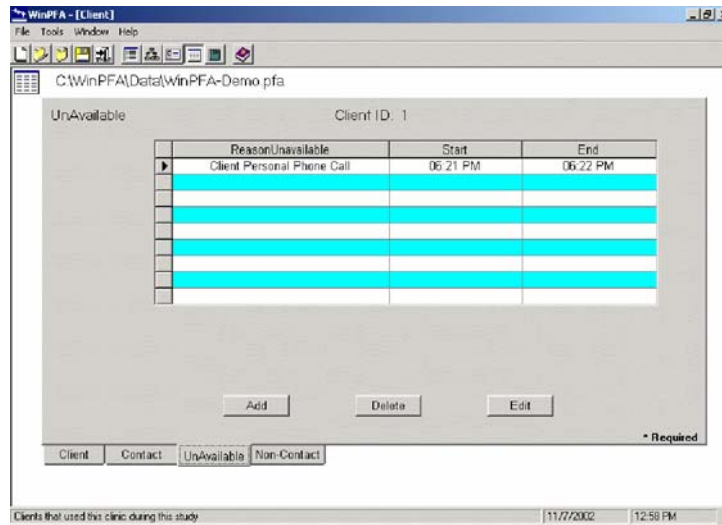 WinPFA - [Client]
File Tools Window Help
C:\WinPFA\Data\WinPFA-Demo.pfa
UnAvailable Client ID: 1
ReasonUnavailable Start End
Client Personal Phone Call 06:21 PM 06:22 PM
Add Delete Edit
* Required
Client Contact UnAvailable Non-Contact
Clients that used this clinic during this study 11/7/2002 12:58 PM